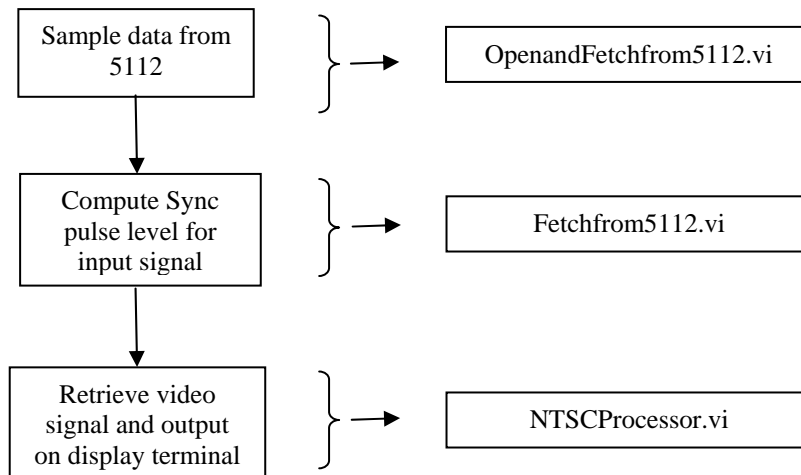 Sample data from
5112
OpenandFetchfrom5112.vi
Compute Sync
pulse level for
input signal
Fetchfrom5112.vi
Retrieve video
signal and output
on display terminal
NTSCProcessor.vi